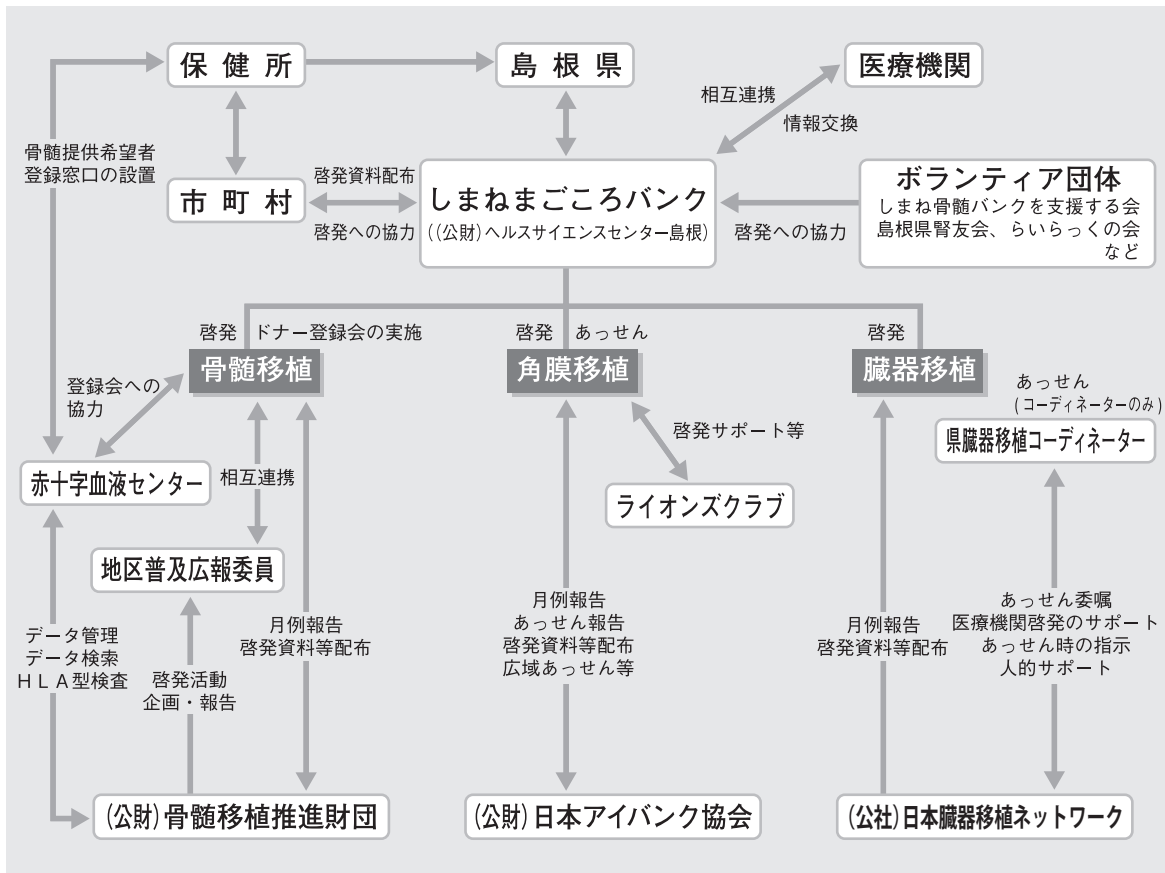 保健所
島根県
医療機関
相互連携
情報交換
骨髄提供希望者
登録窓口の設置
市町村
啓発資料配布
啓発への協力
しまねまごころバンク
((公財)ヘルスサイエンスセンター島根)
啓発への協力
ボランティア団体
しまね骨髄バンクを支援する会
島根県腎友会、らいらっくの会
など
啓発 ドナー登録会の実施
骨髄移植
啓発 あっせん
角膜移植
啓発
臓器移植
あっせん
(コーディネーターのみ)
県臓器移植コーディネーター
登録会への
協力
啓発サポート等
赤十字血液センター
相互連携
ライオンズクラブ
地区普及広報委員
データ管理
データ検索
HLA型検査
啓発活動
企画・報告
月例報告
啓発資料等配布
月例報告
あっせん報告
啓発資料等配布
広域あっせん等
月例報告
啓発資料等配布
あっせん委嘱
医療機関啓発のサポート
あっせん時の指示
人的サポート
(公財)骨髄移植推進財団
(公財)日本アイバンク協会
(公社)日本臓器移植ネットワーク